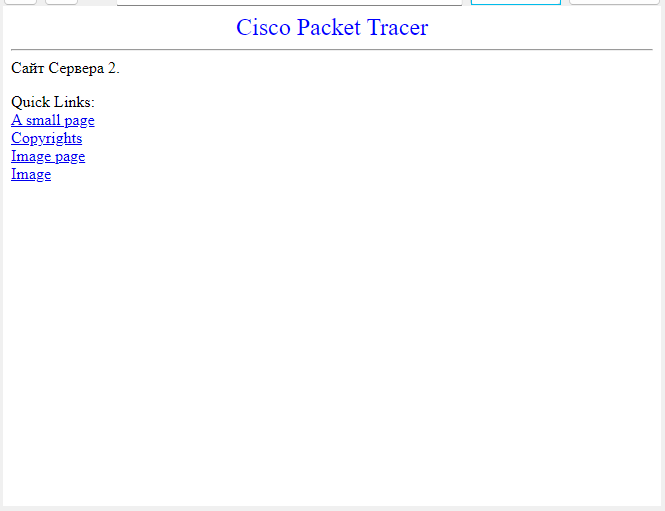 Cisco Packet Tracer
Сайт Сервера 2.
Quick Links:
A small page
Copyrights
Image page
Image